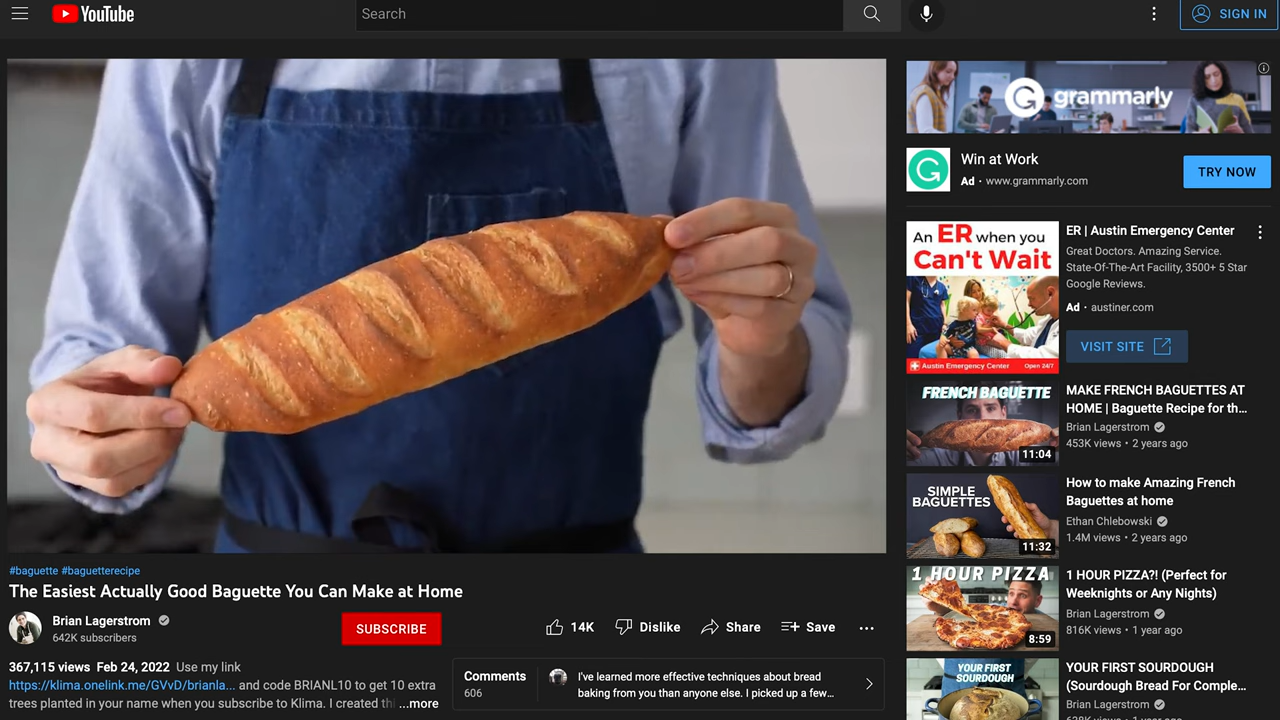 YouTube
Search
SIGN IN
grammarly
Win at Work
Ad · www.grammarly.com
TRY NOW
An ER when you
Can't Wait
Austin Emergency Center Open 24/7
ER | Austin Emergency Center
Great Doctors. Amazing Service.
State-Of-The-Art Facility, 3500+ 5 Star
Google Reviews.
Ad · austiner.com
VISIT SITE
FRENCH BAGUETTE
11:04
MAKE FRENCH BAGUETTES AT
HOME | Baguette Recipe for th...
Brian Lagerstrom
453K views • 2 years ago
SIMPLE
BAGUETTES
11:32
How to make Amazing French
Baguettes at home
Ethan Chlebowski
1.4M views • 2 years ago
1 HOUR PIZZA
8:59
1 HOUR PIZZA?! (Perfect for
Weeknights or Any Nights)
Brian Lagerstrom
816K views • 1 year ago
YOUR FIRST
SOURDOUGH
YOUR FIRST SOURDOUGH
(Sourdough Bread For Comple...
Brian Lagerstrom
#baguette #baguetterecipe
The Easiest Actually Good Baguette You Can Make at Home
Brian Lagerstrom
642K subscribers
SUBSCRIBE
14K
Dislike
Share
Save
367,115 views Feb 24, 2022 Use my link
https://klima.onelink.me/GVvD/brianla... and code BRIANL10 to get 10 extra
trees planted in your name when you subscribe to Klima. I created thi ...more
Comments
606
I've learned more effective techniques about bread
baking from you than anyone else. I picked up a few...